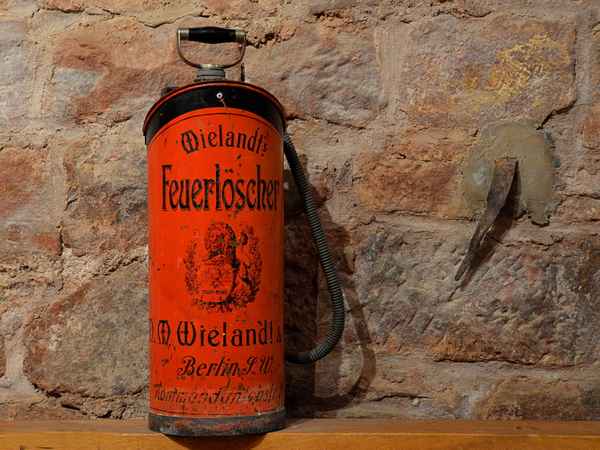 Wielandt's
Feuerlöscher
M. Wielandt &
Berlin S.W.